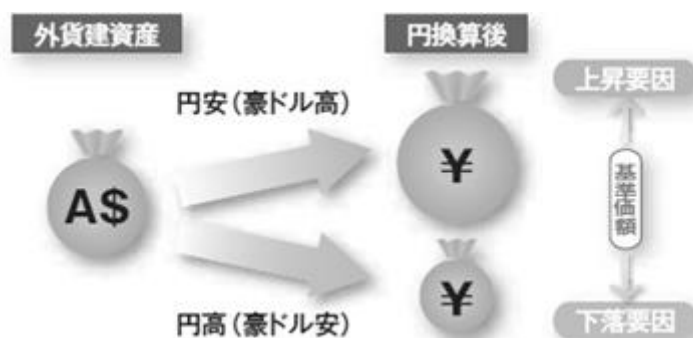 外貨建資産
円換算後
上昇要因
円安（豪ドル高）
A$
¥
基準価額
¥
円高（豪ドル安）
下落要因